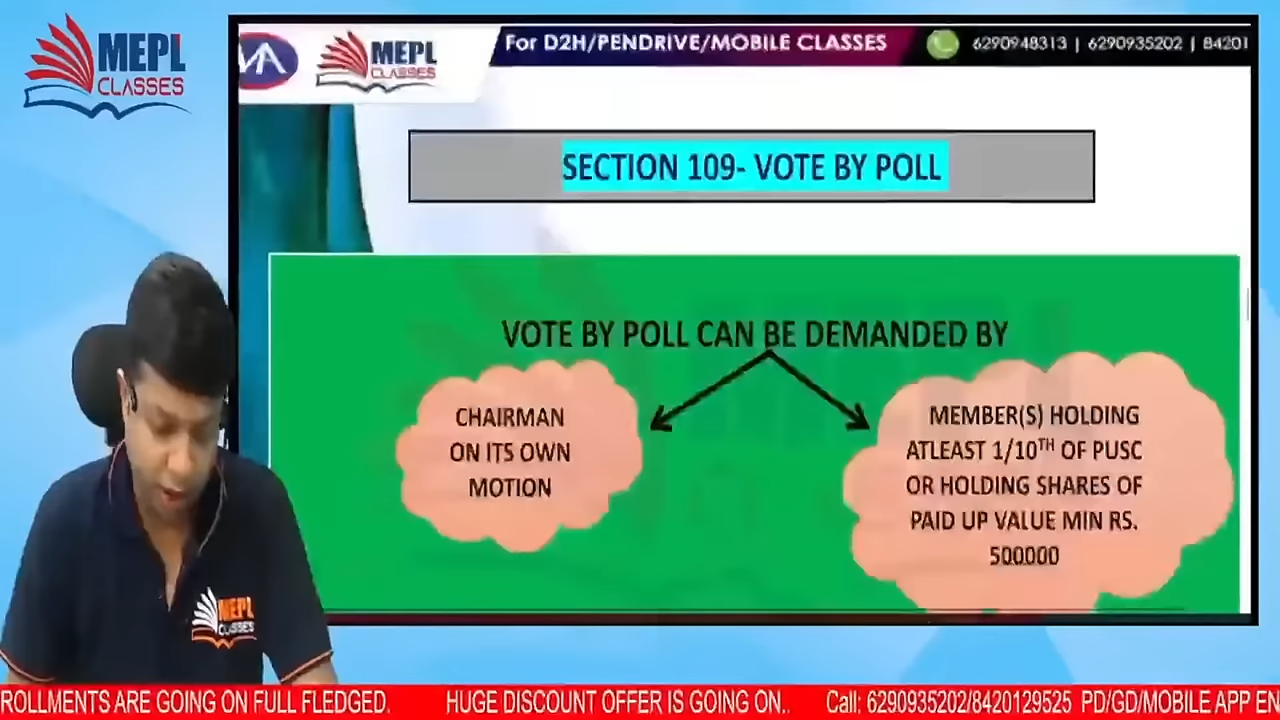 MEPL
CLASSES
MEPL
CLASSES
For D2H/PENDRIVE/MOBILE CLASSES
6290948313 | 6290935202 | 84201
SECTION 109- VOTE BY POLL
VOTE BY POLL CAN BE DEMANDED BY
CHAIRMAN
ON ITS OWN
MOTION
MEMBER(S) HOLDING
ATLEAST 1/10TH OF PUSC
OR HOLDING SHARES OF
PAID UP VALUE MIN RS.
500000
MEPL
CLASSES
ROLLMENTS ARE GOING ON FULL FLEDGED. HUGE DISCOUNT OFFER IS GOING ON.. Call: 6290935202/8420129525 PD/GD/MOBILE APP EN